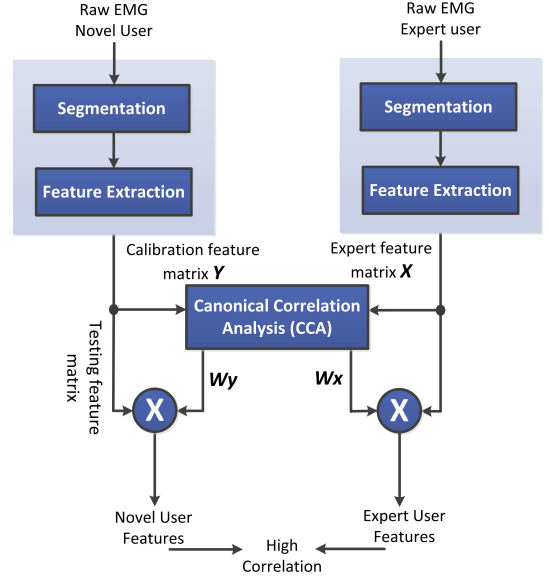 Raw EMG
Novel User
Raw EMG
Expert user
Segmentation
Segmentation
Feature Extraction
Feature Extraction
Calibration feature
matrix Y
Expert feature
matrix X
Canonical Correlation
Analysis (CCA)
Testing feature
matrix
Wy
Wx
X
X
Novel User
Features
Expert User
Features
High
Correlation